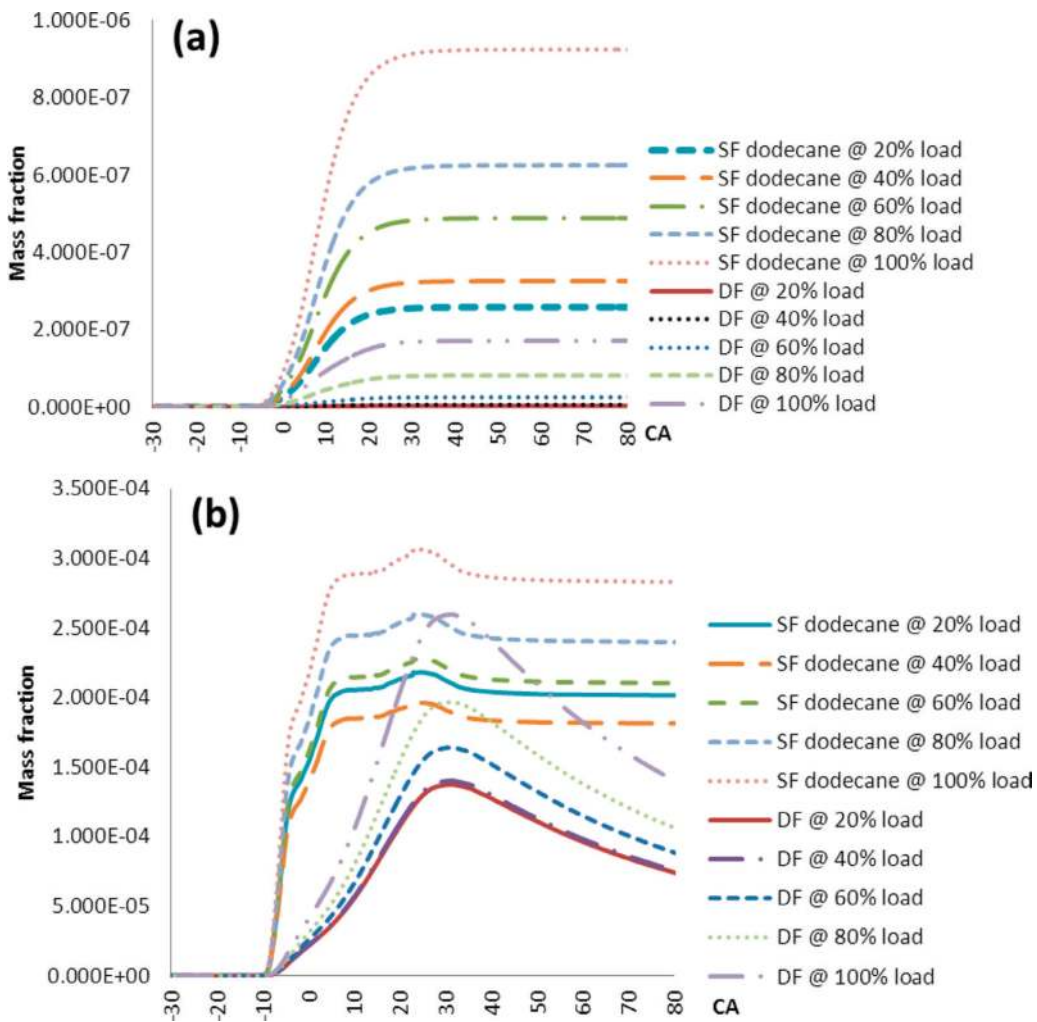 (a)
1.000E-06
8.000E-07
6.000E-07
4.000E-07
2.000E-07
0.000E+00
Mass fraction
-30 -20 -10 0 10 20 30 40 50 60 70 80 CA
SF dodecane @ 20% load
SF dodecane @ 40% load
SF dodecane @ 60% load
SF dodecane @ 80% load
SF dodecane @ 100% load
DF @ 20% load
DF @ 40% load
DF @ 60% load
DF @ 80% load
DF @ 100% load
(b)
3.500E-04
3.000E-04
2.500E-04
2.000E-04
1.500E-04
1.000E-04
5.000E-05
0.000E+00
Mass fraction
-30 -20 -10 0 10 20 30 40 50 60 70 80 CA
SF dodecane @ 20% load
SF dodecane @ 40% load
SF dodecane @ 60% load
SF dodecane @ 80% load
SF dodecane @ 100% load
DF @ 20% load
DF @ 40% load
DF @ 60% load
DF @ 80% load
DF @ 100% load